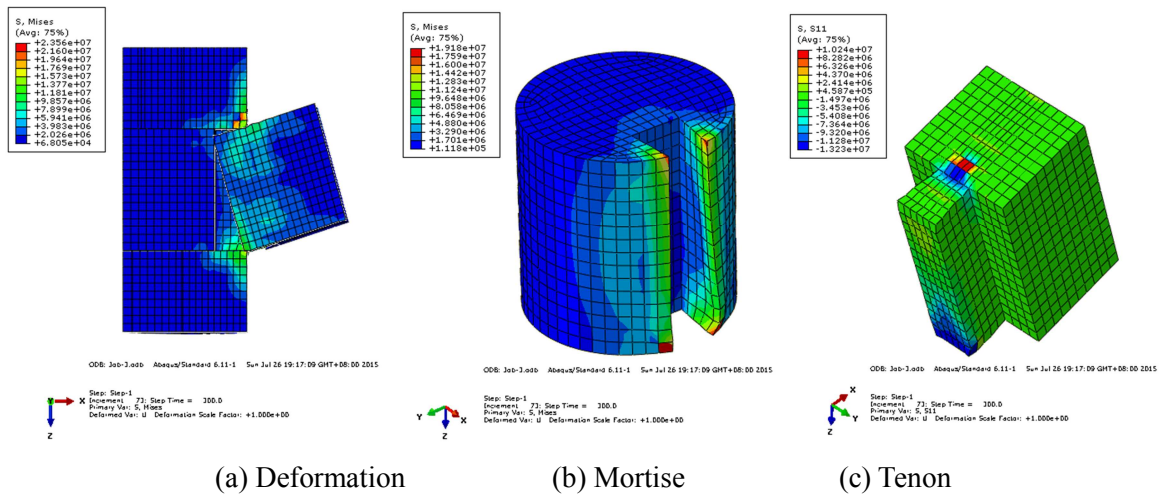 S, Mises
(Avg: 75%)
+2.356e+07
+2.160e+07
+1.964e+07
+1.769e+07
+1.573e+07
+1.377e+07
+1.181e+07
+9.857e+06
+7.899e+06
+5.941e+06
+3.983e+06
+2.026e+06
+6.805e+04
ODB: Job-3.odb Abaqus/Standard 6.11-1 Sun Jul 26 19:17:09 GMT+08:00 2015
Y X
Z
Step: Step-1
Increment 73: Step Time = 300.0
Primary Var: S, Mises
Deformed Var: U Deformation Scale Factor: +1.000e+00
(a) Deformation
S, Mises
(Avg: 75%)
+1.918e+07
+1.759e+07
+1.600e+07
+1.442e+07
+1.283e+07
+1.124e+07
+9.648e+06
+8.058e+06
+6.469e+06
+4.880e+06
+3.290e+06
+1.701e+06
+1.118e+05
ODB: Job-3.odb Abaqus/Standard 6.11-1 Sun Jul 26 19:17:09 GMT+08:00 2015
Y X
Z
Step: Step-1
Increment 73: Step Time = 300.0
Primary Var: S, Mises
Deformed Var: U Deformation Scale Factor: +1.000e+00
(b) Mortise
S, S11
(Avg: 75%)
+1.024e+07
+8.282e+06
+6.326e+06
+4.370e+06
+2.414e+06
+4.587e+05
-1.497e+06
-3.453e+06
-5.408e+06
-7.364e+06
-9.320e+06
-1.128e+07
-1.323e+07
ODB: Job-3.odb Abaqus/Standard 6.11-1 Sun Jul 26 19:17:09 GMT+08:00 2015
X
Y
Z
Step: Step-1
Increment 73: Step Time = 300.0
Primary Var: S, S11
Deformed Var: U Deformation Scale Factor: +1.000e+00
(c) Tenon